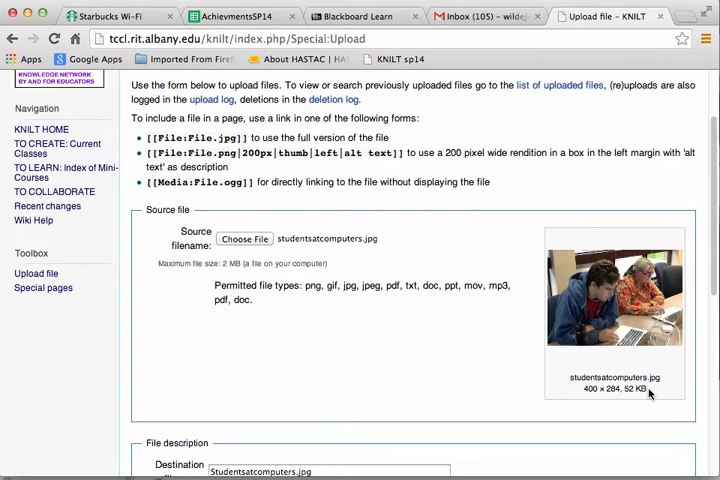 Starbucks Wi-Fi
AchievmentsSP14
Blackboard Learn
Inbox (105) – wildej
Upload file – KNILT
tccl.rit.albany.edu/knilt/index.php/Special:Upload
Apps
Google Apps
Imported From Firefo
About HASTAC | HAS
KNILT sp14
KNOWLEDGE NETWORK
BY AND FOR EDUCATORS
Navigation
KNILT HOME
TO CREATE: Current
Classes
TO LEARN: Index of Mini-
Courses
TO COLLABORATE
Recent changes
Wiki Help
Toolbox
Upload file
Special pages
Use the form below to upload files. To view or search previously uploaded files go to the list of uploaded files, (re)uploads are also
logged in the upload log, deletions in the deletion log.
To include a file in a page, use a link in one of the following forms:
[[File:File.jpg]] to use the full version of the file
[[File:File.png|200px|thumb|left|alt text]] to use a 200 pixel wide rendition in a box in the left margin with 'alt
text' as description
[[Media:File.ogg]] for directly linking to the file without displaying the file
Source file
Source
filename:
Choose File studentsatcomputers.jpg
Maximum file size: 2 MB (a file on your computer)
Permitted file types: png, gif, jpg, jpeg, pdf, txt, doc, ppt, mov, mp3,
pdf, doc.
studentsatcomputers.jpg
400 × 284, 52 KB
File description
Destination
Studentsatcomputers.jpg